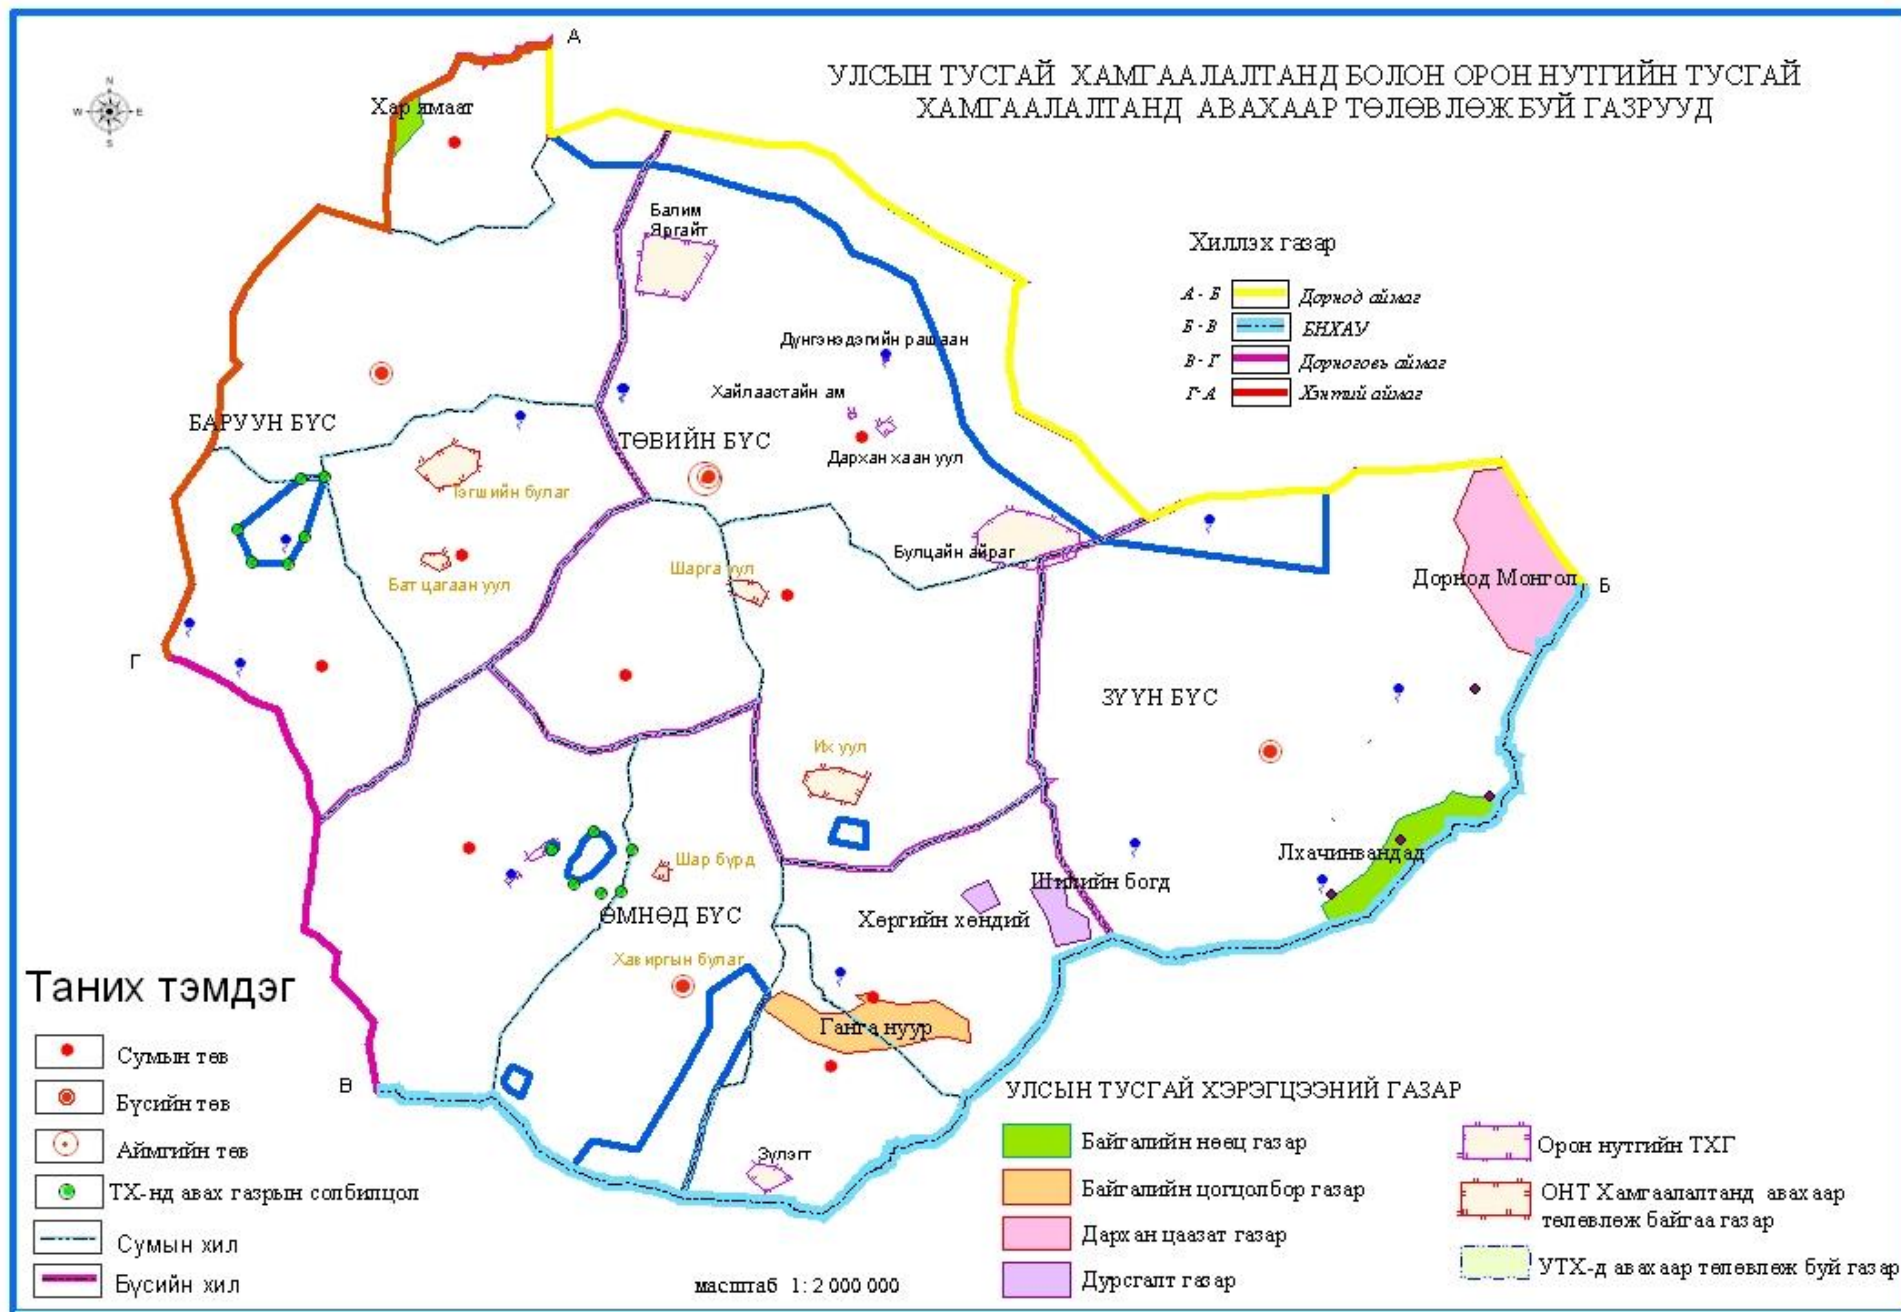 УЛСЫН ТУСГАЙ ХАМГААЛАЛТАНД БОЛОН ОРОН НУТГИЙН ТУСГАЙ
ХАМГААЛАЛТАНД АВАХААР ТӨЛӨВЛӨЖ БУЙ ГАЗРУУД
N
W
E
S
А
Хар ямаат
Балим
Яргайт
Хиллэх газар
А - Б
Дорнод аймаг
Б - В
БНХАУ
В - Г
Дорноговь аймаг
Г-А
Хэнтий аймаг
Дүнгэнэдэгийн рашаан
Хайлаастайн ам
БАРУУН БҮС
ТӨВИЙН БҮС
Дархан хаан уул
Тэгшийн булаг
Булцайн айраг
Бат цагаан уул
Шарга уул
Дорнод Монгол
Б
Г
ЗҮҮН БҮС
Их уул
Шар бүрд
Лхачинвандад
Шилийн богд
Хөргийн хөндий
ӨМНӨД БҮС
Хавиргын булаг
Ганга нуур
В
Зүлэгт
Таних тэмдэг
Сумын төв
Бүсийн төв
Аймгийн төв
ТХ-нд авах газрын солбилцол
Сумын хил
Бүсийн хил
масштаб 1: 2 000 000
УЛСЫН ТУСГАЙ ХЭРЭГЦЭЭНИЙ ГАЗАР
Байгалийн нөөц газар
Байгалийн цогцолбор газар
Дархан цаазат газар
Дурсгалт газар
Орон нутгийн ТХГ
ОНТ Хамгаалалтанд авахаар
төлөвлөж байгаа газар
УТХ-д авахаар төлөвлөж буй газар